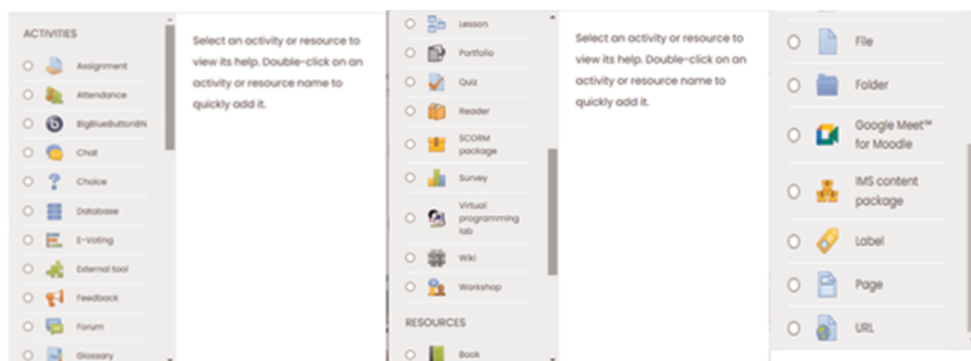 ACTIVITIES
Assignment
Attendance
BigBlueButtonBN
Chat
Choice
Database
E-Voting
External tool
Feedback
Forum
Glossary
Select an activity or resource to
view its help. Double-click on an
activity or resource name to
quickly add it.
Lesson
Portfolio
Quiz
Reader
SCORM
package
Survey
Virtual
programming
lab
Wiki
Workshop
RESOURCES
Book
Select an activity or resource to
view its help. Double-click on an
activity or resource name to
quickly add it.
File
Folder
Google Meet™
for Moodle
IMS content
package
Label
Page
URL